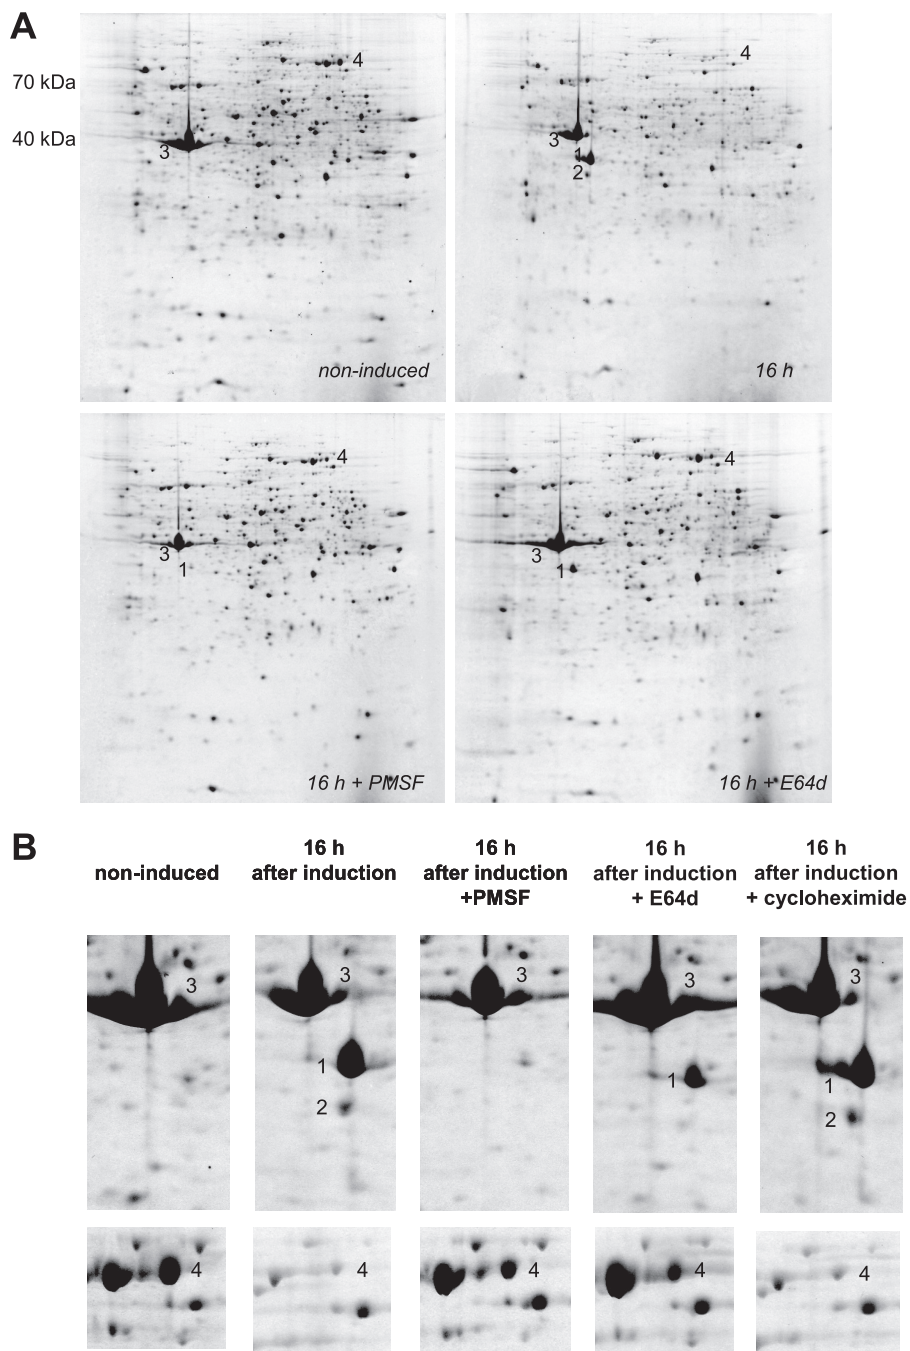 A
70 kDa
40 kDa
4
3
non-induced
4
3
1
2
16 h
4
3
1
16 h + PMSF
4
3
1
16 h + E64d
B
non-induced
16 h
after induction
16 h
after induction
+PMSF
16 h
after induction
+ E64d
16 h
after induction
+ cycloheximide
3
3
1
2
3
3
1
3
1
2
4
4
4
4
4